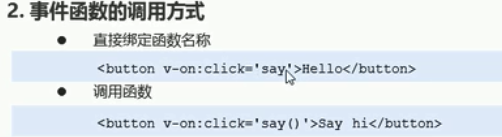 2. 事件函数的调用方式
● 直接绑定函数名称
<button v-on:click='say'>Hello</button>
● 调用函数
<button v-on:click='say()'>Say hi</button>